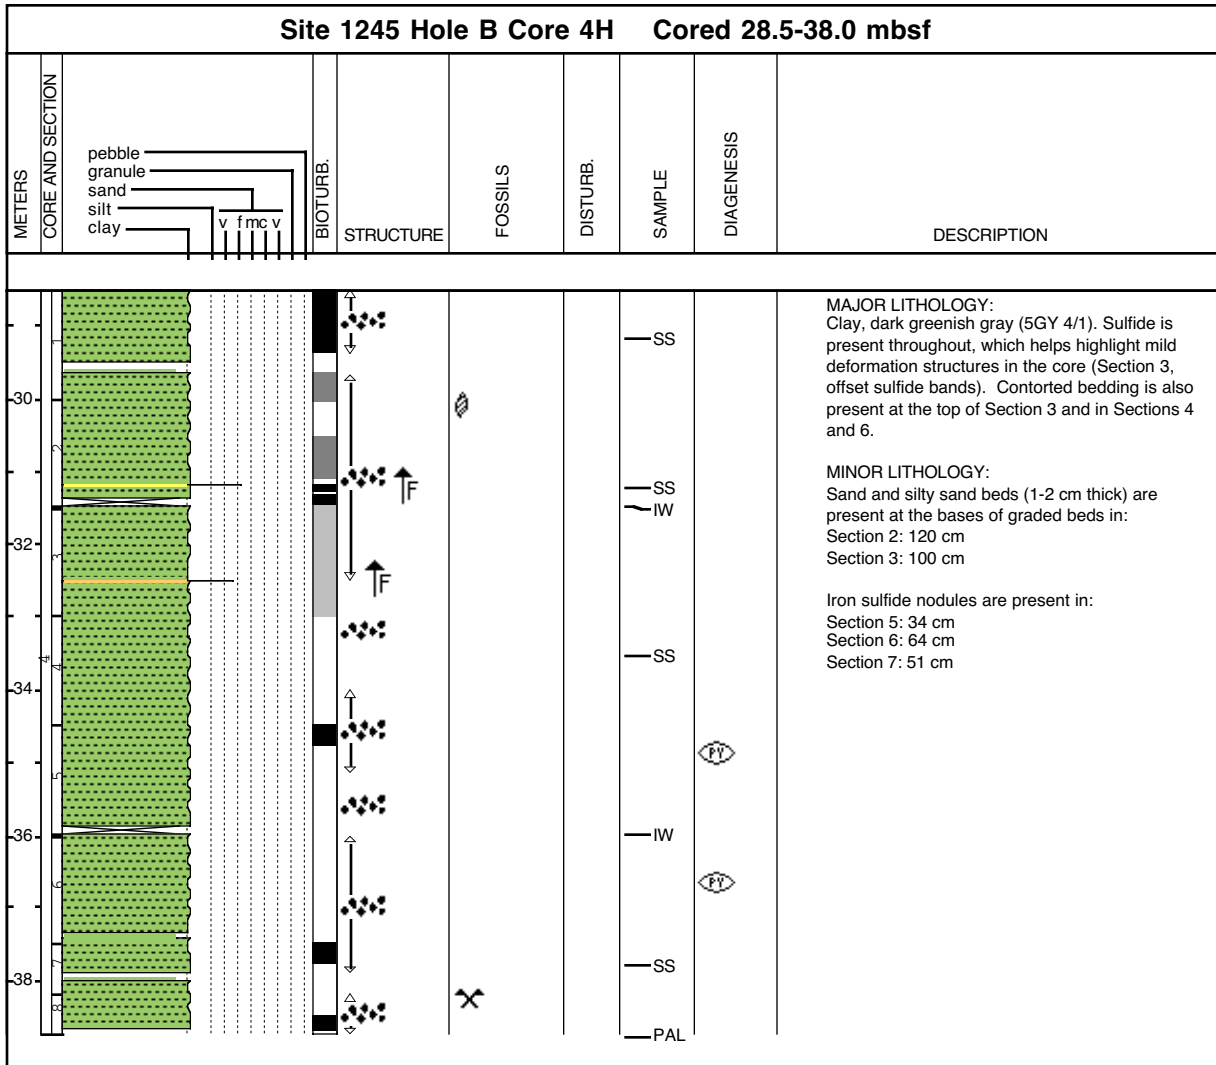 Site 1245 Hole B Core 4H Cored 28.5-38.0 mbsf
METERS
CORE AND SECTION
pebble
granule
sand
silt
clay
v f m c v
BIOTURB.
STRUCTURE
FOSSILS
DISTURB.
SAMPLE
DIAGENESIS
DESCRIPTION
MAJOR LITHOLOGY:
Clay, dark greenish gray (5GY 4/1). Sulfide is
present throughout, which helps highlight mild
deformation structures in the core (Section 3,
offset sulfide bands). Contorted bedding is also
present at the top of Section 3 and in Sections 4
and 6.
MINOR LITHOLOGY:
Sand and silty sand beds (1-2 cm thick) are
present at the bases of graded beds in:
Section 2: 120 cm
Section 3: 100 cm
Iron sulfide nodules are present in:
Section 5: 34 cm
Section 6: 64 cm
Section 7: 51 cm
30
32
34
36
38
4
1
2
3
4
5
6
7
8
F
F
SS
SS
IW
SS
IW
SS
PAL
PY
PY